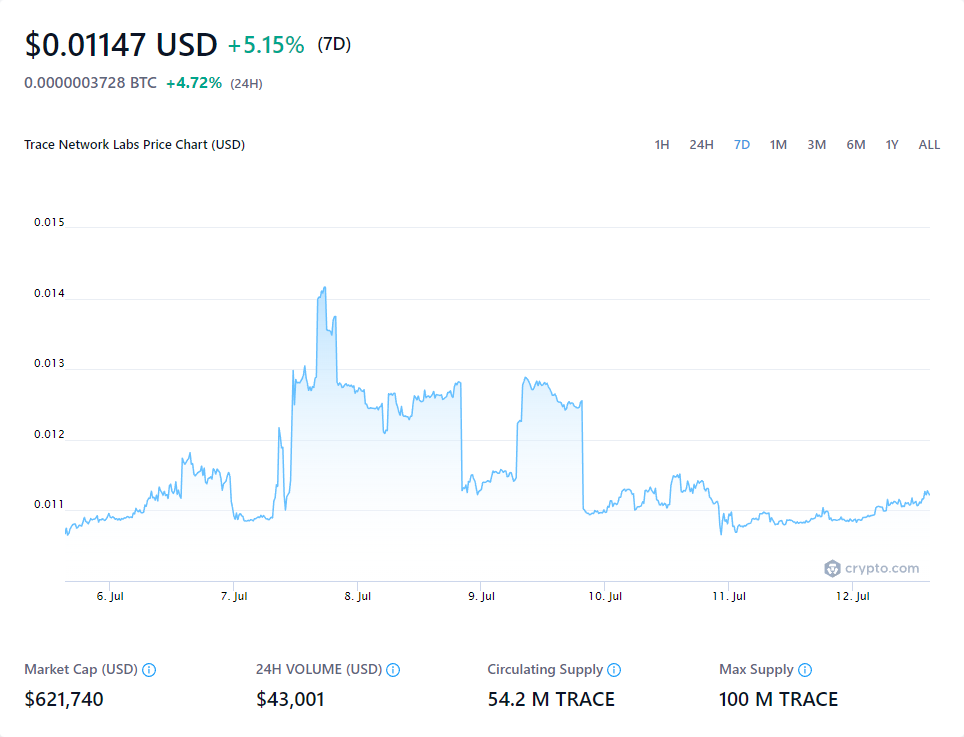 $0.01147 USD +5.15% (7D)
0.0000003728 BTC +4.72% (24H)
Trace Network Labs Price Chart (USD) 1H 24H 7D 1M 3M 6M 1Y ALL
0.015
0.014
0.013
0.012
0.011
crypto.com
6. Jul 7. Jul 8. Jul 9. Jul 10. Jul 11. Jul 12. Jul
Market Cap (USD) 24H VOLUME (USD) Circulating Supply Max Supply
$621,740 $43,001 54.2 M TRACE 100 M TRACE